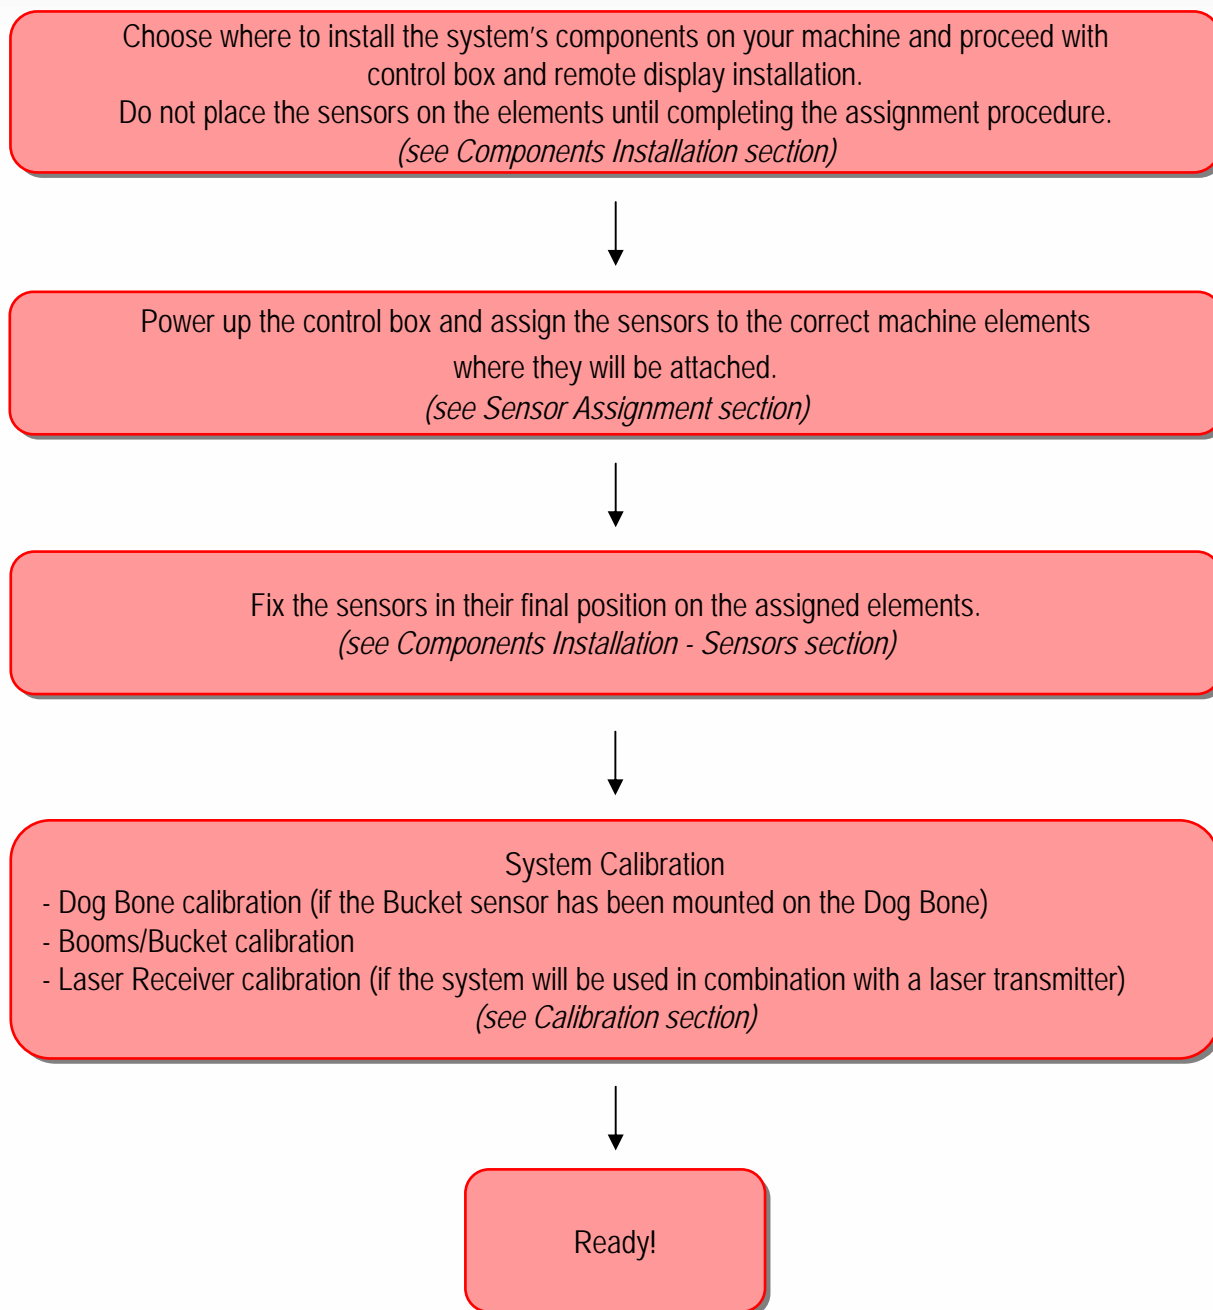 Choose where to install the system's components on your machine and proceed with
control box and remote display installation.
Do not place the sensors on the elements until completing the assignment procedure.
(see Components Installation section)
Power up the control box and assign the sensors to the correct machine elements
where they will be attached.
(see Sensor Assignment section)
Fix the sensors in their final position on the assigned elements.
(see Components Installation - Sensors section)
System Calibration
- Dog Bone calibration (if the Bucket sensor has been mounted on the Dog Bone)
- Booms/Bucket calibration
- Laser Receiver calibration (if the system will be used in combination with a laser transmitter)
(see Calibration section)
Ready!